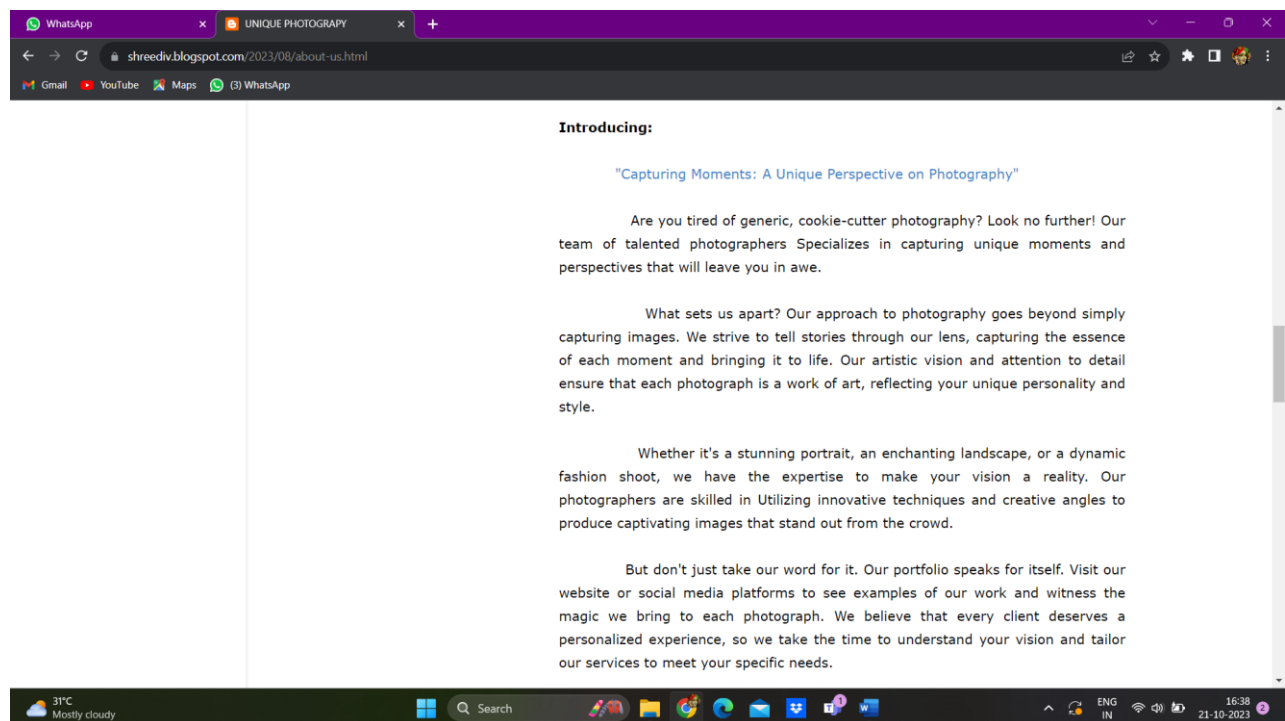 WhatsApp
UNIQUE PHOTOGRAPY
shreediv.blogspot.com/2023/08/about-us.html
Gmail
YouTube
Maps
(3) WhatsApp
Introducing:
"Capturing Moments: A Unique Perspective on Photography"
Are you tired of generic, cookie-cutter photography? Look no further! Our
team of talented photographers Specializes in capturing unique moments and
perspectives that will leave you in awe.
What sets us apart? Our approach to photography goes beyond simply
capturing images. We strive to tell stories through our lens, capturing the essence
of each moment and bringing it to life. Our artistic vision and attention to detail
ensure that each photograph is a work of art, reflecting your unique personality and
style.
Whether it's a stunning portrait, an enchanting landscape, or a dynamic
fashion shoot, we have the expertise to make your vision a reality. Our
photographers are skilled in Utilizing innovative techniques and creative angles to
produce captivating images that stand out from the crowd.
But don't just take our word for it. Our portfolio speaks for itself. Visit our
website or social media platforms to see examples of our work and witness the
magic we bring to each photograph. We believe that every client deserves a
personalized experience, so we take the time to understand your vision and tailor
our services to meet your specific needs.
31°C
Mostly cloudy
Search
1
ENG
IN
16:38
21-10-2023
2